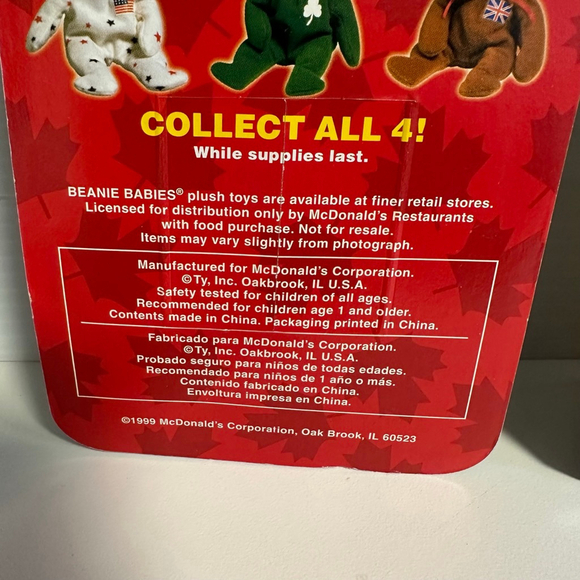 COLLECT ALL 4!
While supplies last.
BEANIE BABIES® plush toys are available at finer retail stores.
Licensed for distribution only by McDonald's Restaurants
with food purchase. Not for resale.
Items may vary slightly from photograph.
Manufactured for McDonald's Corporation.
©Ty, Inc. Oakbrook, IL U.S.A.
Safety tested for children of all ages.
Recommended for children age 1 and older.
Contents made in China. Packaging printed in China.
Fabricado para McDonald's Corporation.
©Ty, Inc. Oakbrook, IL U.S.A.
Probado seguro para niños de todas edades.
Recomendado para niños de 1 año o más.
Contenido fabricado en China.
Envoltura impresa en China.
©1999 McDonald's Corporation, Oak Brook, IL 60523